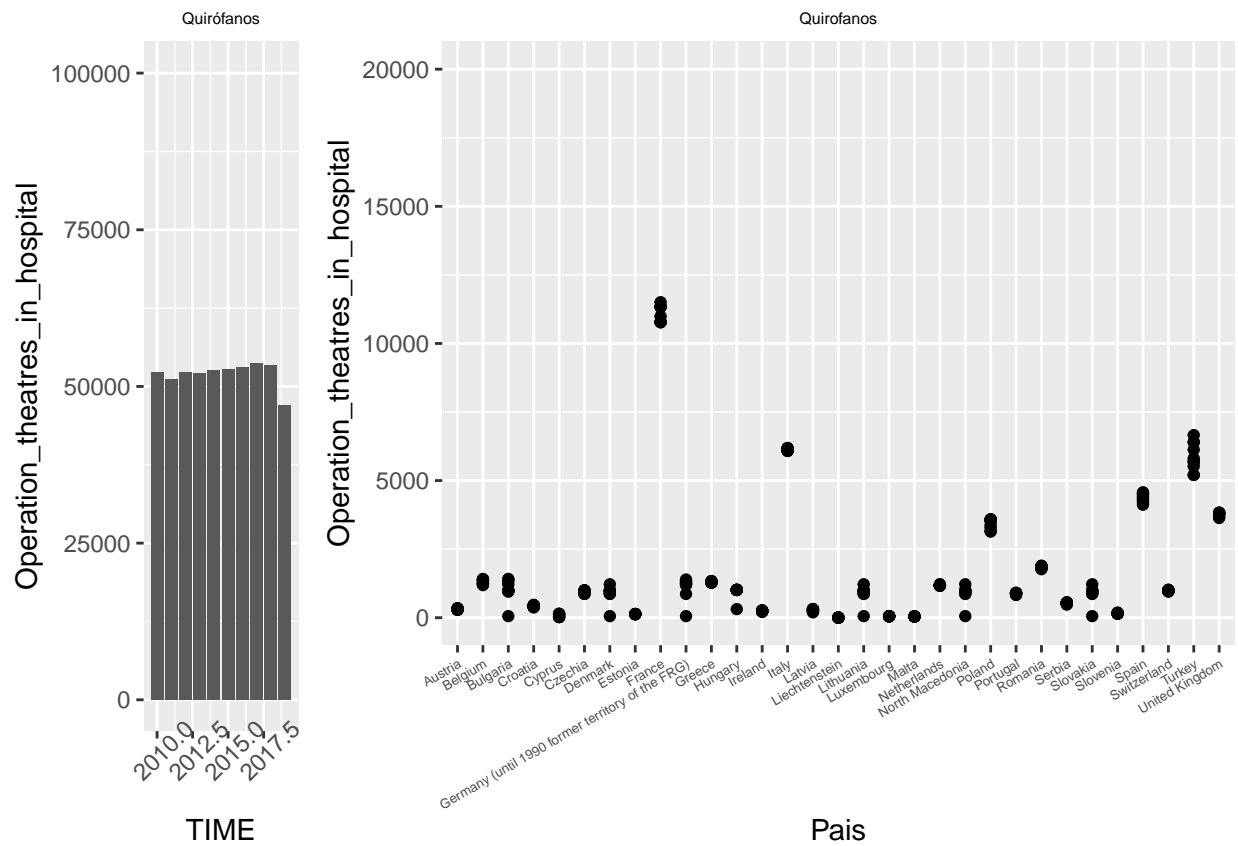 Quirófanos
Operation_theatres_in_hospital
100000
75000
50000
25000
0
2010.0
2012.5
2015.0
2017.5
TIME
Quirofanos
Operation_theatres_in_hospital
20000
15000
10000
5000
0
Austria
Belgium
Bulgaria
Croatia
Cyprus
Czechia
Denmark
Estonia
France
Germany (until 1990 former territory of the FRG)
Greece
Hungary
Ireland
Italy
Latvia
Liechtenstein
Lithuania
Luxembourg
Malta
Netherlands
North Macedonia
Poland
Portugal
Romania
Serbia
Slovakia
Slovenia
Spain
Switzerland
Turkey
United Kingdom
Pais